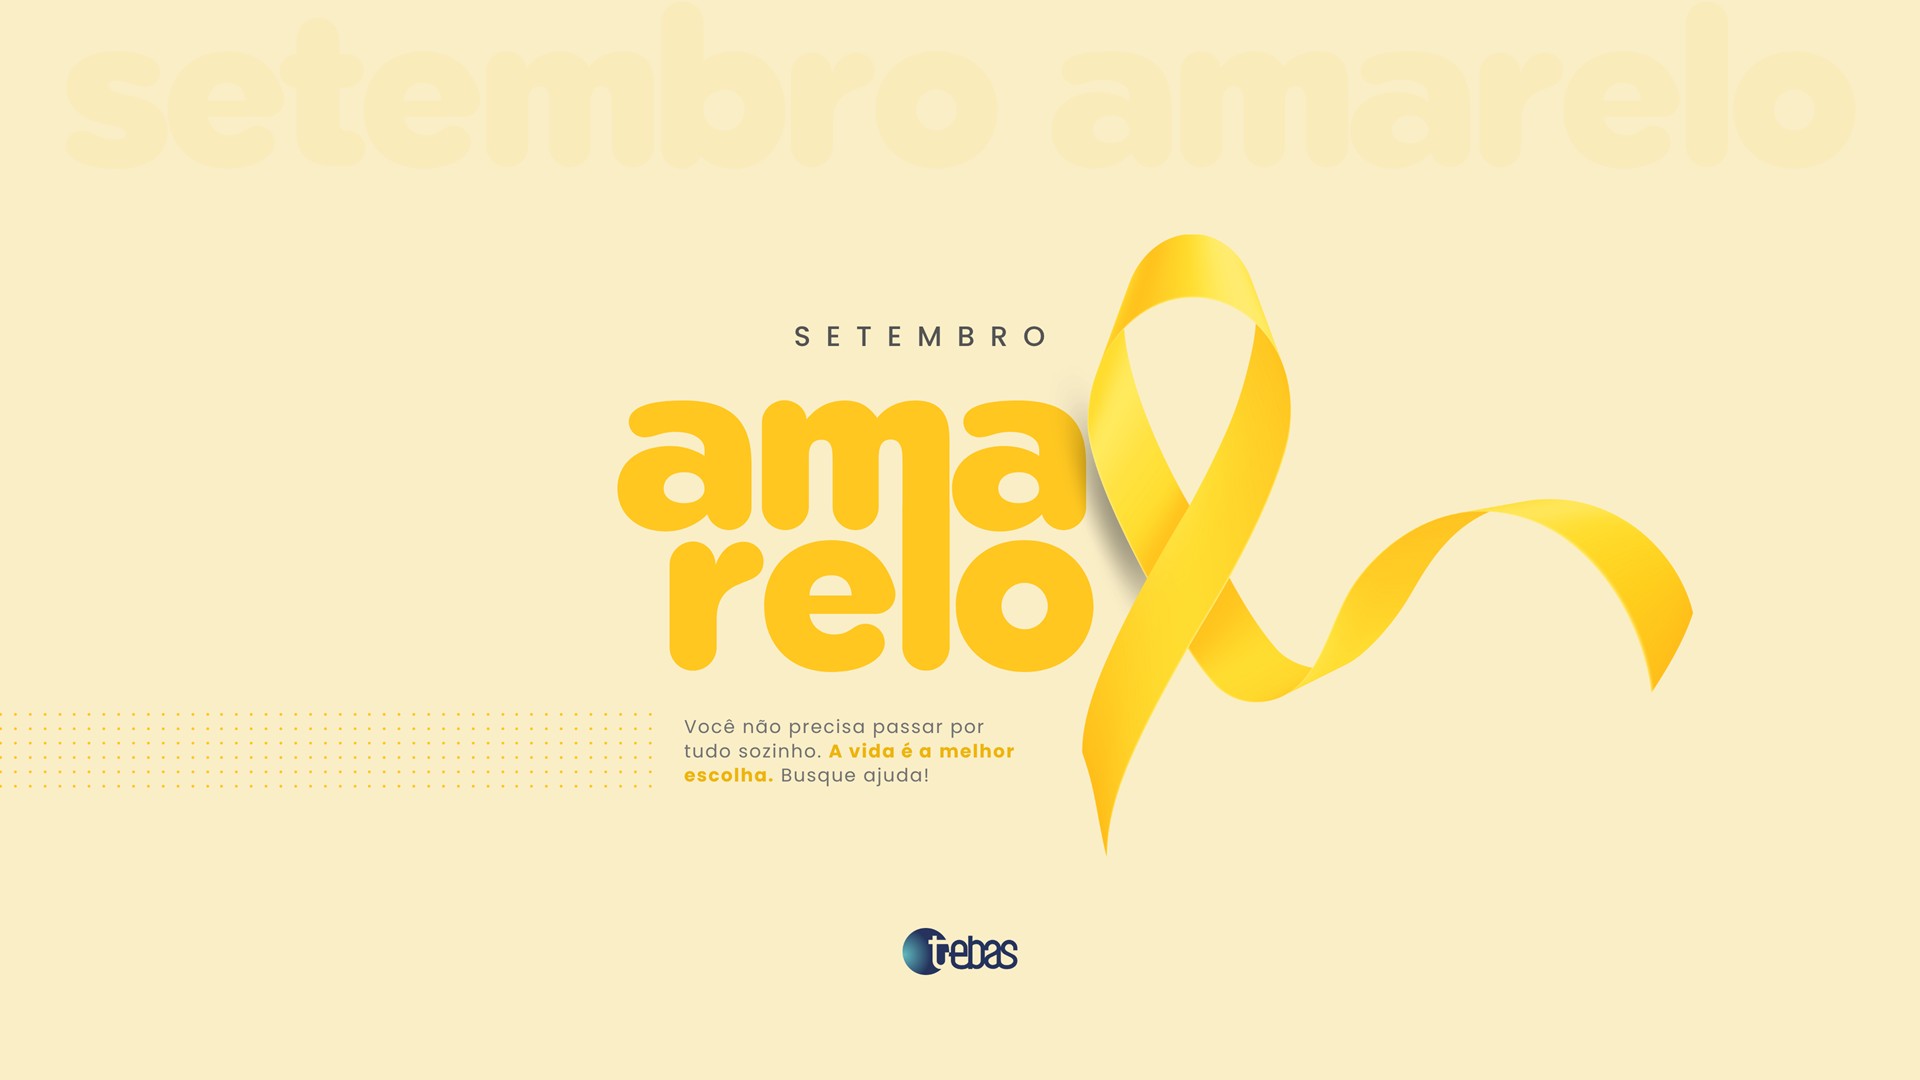 setembro amarelo
SETEMBRO
ama
relo
Você não precisa passar por
tudo sozinho. A vida é a melhor
escolha. Busque ajuda!
trebas